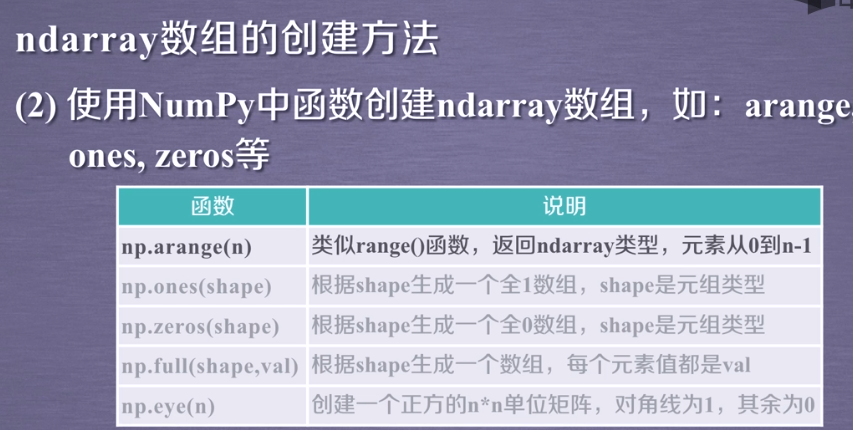 ndarray数组的创建方法
(2) 使用NumPy中函数创建ndarray数组，如：arange,
ones, zeros等
函数 说明
np.arange(n) 类似range()函数，返回ndarray类型，元素从0到n-1
np.ones(shape) 根据shape生成一个全1数组，shape是元组类型
np.zeros(shape) 根据shape生成一个全0数组，shape是元组类型
np.full(shape,val) 根据shape生成一个数组，每个元素值都是val
np.eye(n) 创建一个正方的n*n单位矩阵，对角线为1，其余为0